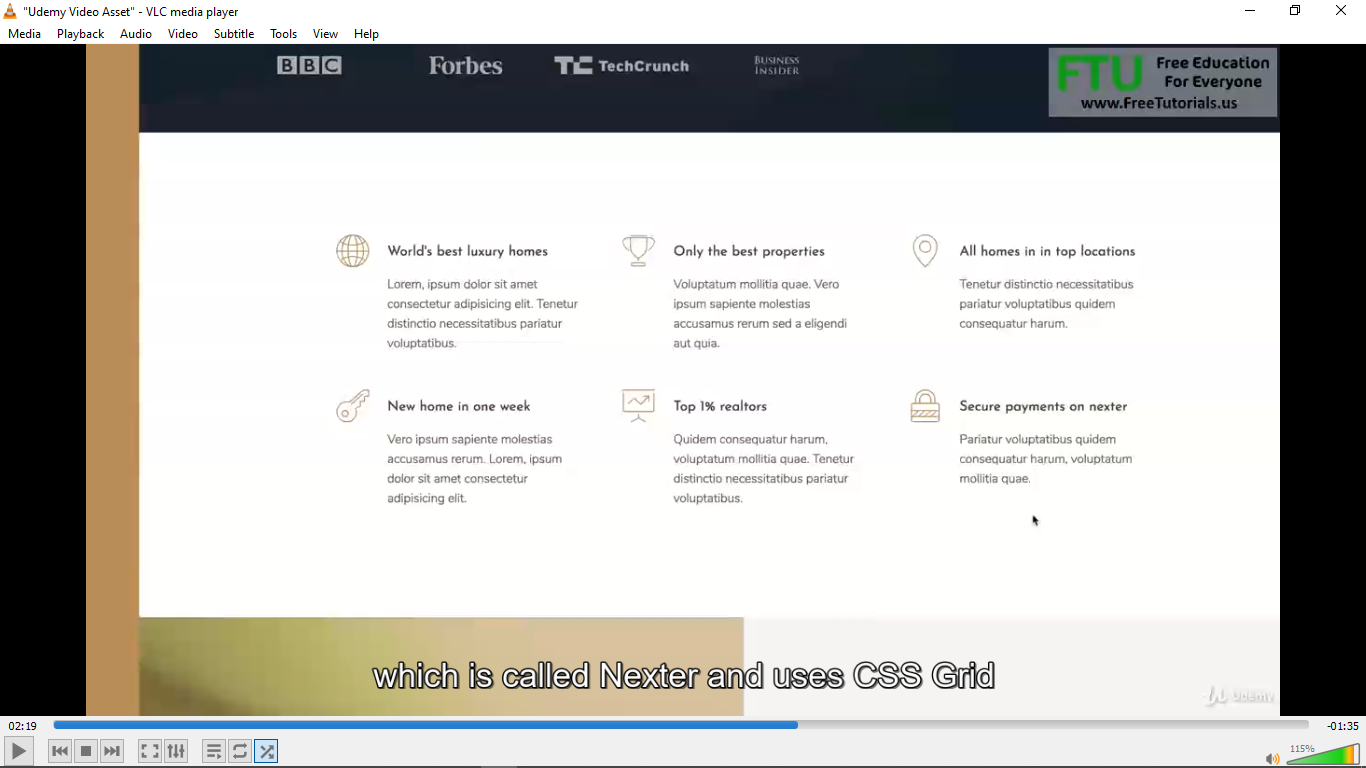 "Udemy Video Asset" - VLC media player
Media Playback Audio Video Subtitle Tools View Help
BBC Forbes TC TechCrunch BUSINESS INSIDER
FTU Free Education For Everyone
www.FreeTutorials.us
World's best luxury homes
Lorem, ipsum dolor sit amet
consectetur adipisicing elit. Tenetur
distinctio necessitatibus pariatur
voluptatibus.
Only the best properties
Voluptatum mollitia quae. Vero
ipsum sapiente molestias
accusamus rerum sed a eligendi
aut quia.
All homes in in top locations
Tenetur distinctio necessitatibus
pariatur voluptatibus quidem
consequatur harum.
New home in one week
Vero ipsum sapiente molestias
accusamus rerum. Lorem, ipsum
dolor sit amet consectetur
adipisicing elit.
Top 1% realtors
Quidem consequatur harum,
voluptatum mollitia quae. Tenetur
distinctio necessitatibus pariatur
voluptatibus.
Secure payments on nexter
Pariatur voluptatibus quidem
consequatur harum, voluptatum
mollitia quae.
which is called Nexter and uses CSS Grid
Udemy
02:19 -01:35
115%